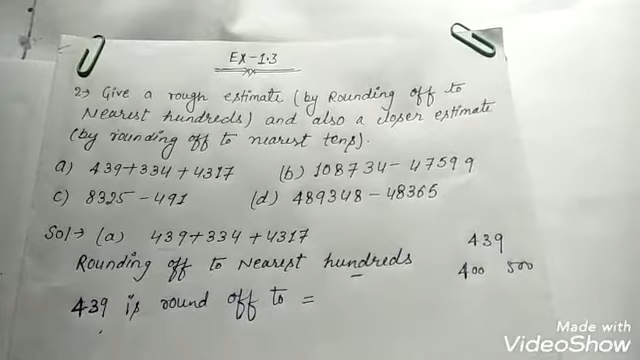 Ex-1.3
2→ Give a rough estimate (by Rounding off to
Nearest hundreds) and also a closer estimate
(by rounding off to nearest tens).
a) 439+334+4317 (b) 108734-47599
c) 8325-491 (d) 489348-48365
Sol→ (a) 439+334+4317
Rounding off to Nearest hundreds
439 is round off to =
439
400 500
Made with
VideoShow